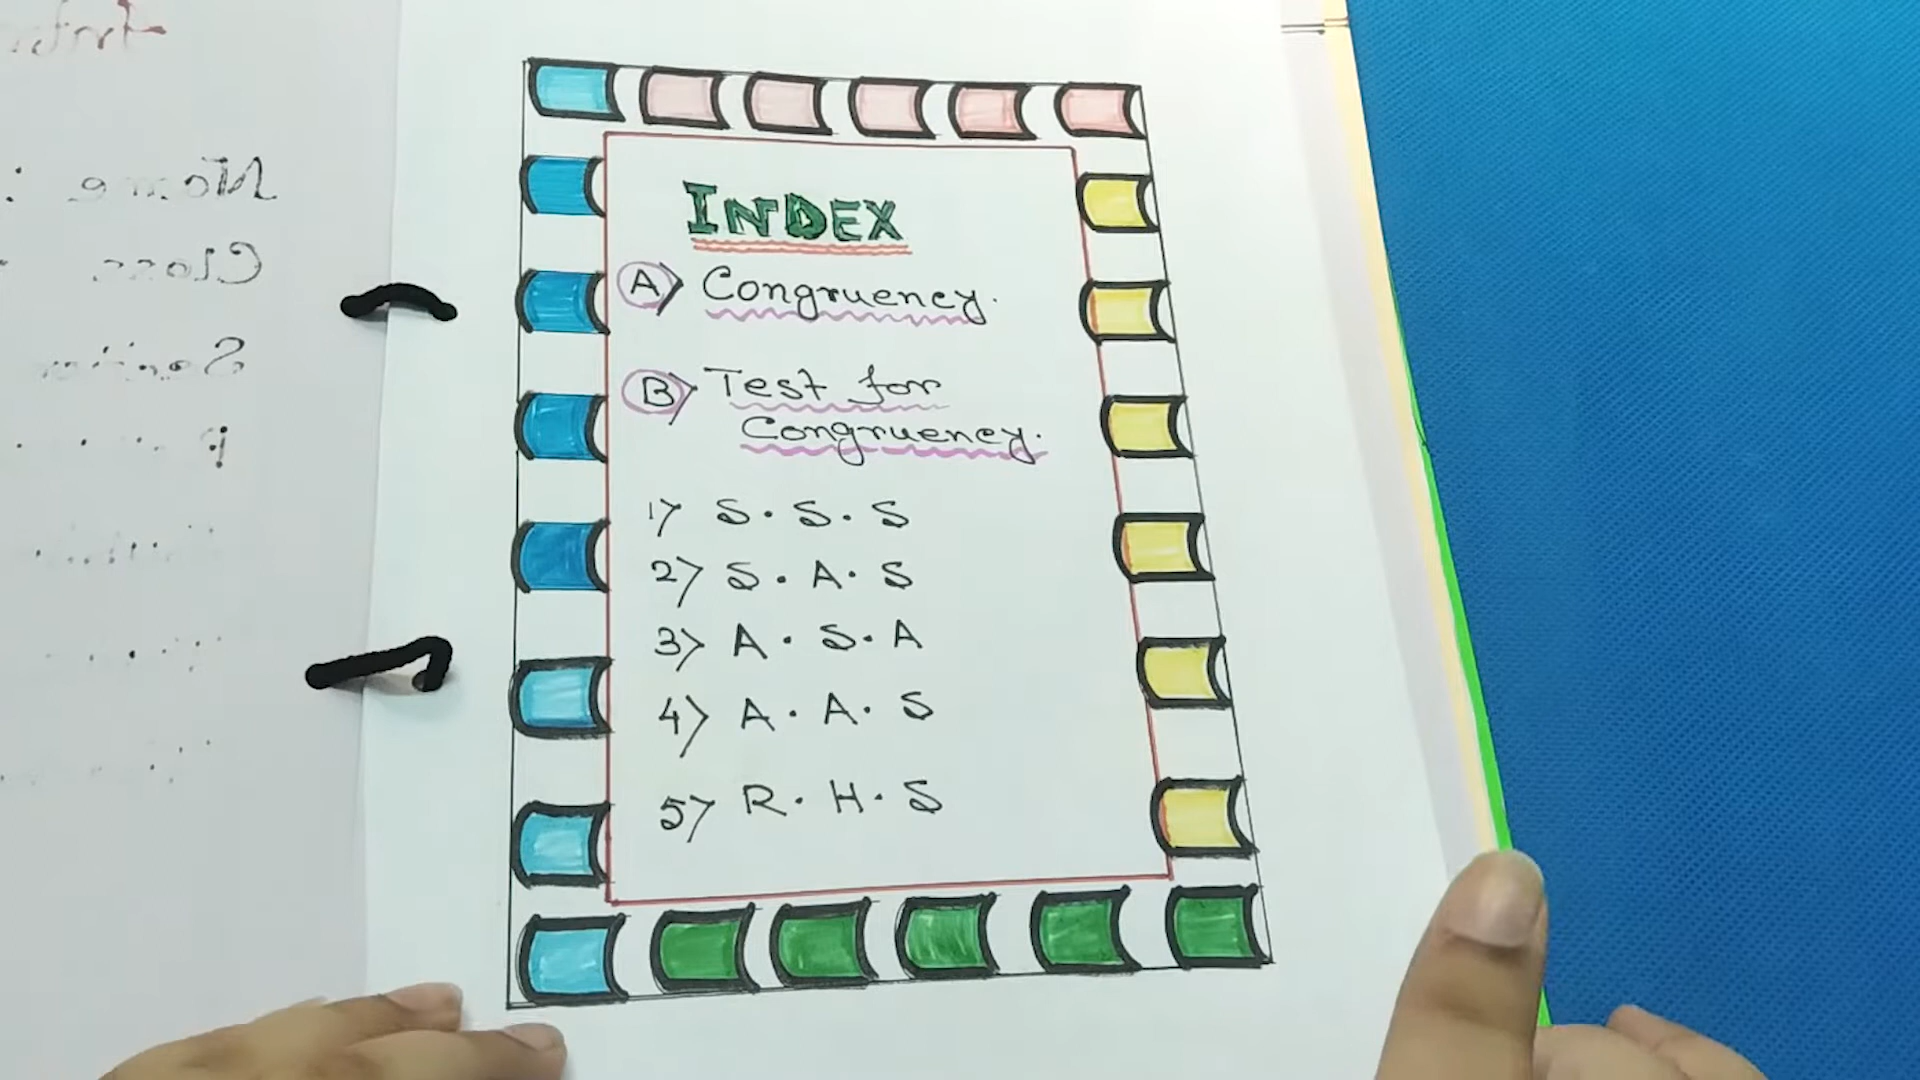 INDEX
A> Congruency.
B> Test for
Congruency.
1> S. S. S
2> S. A. S
3> A. S. A
4> A. A. S
5> R. H. S